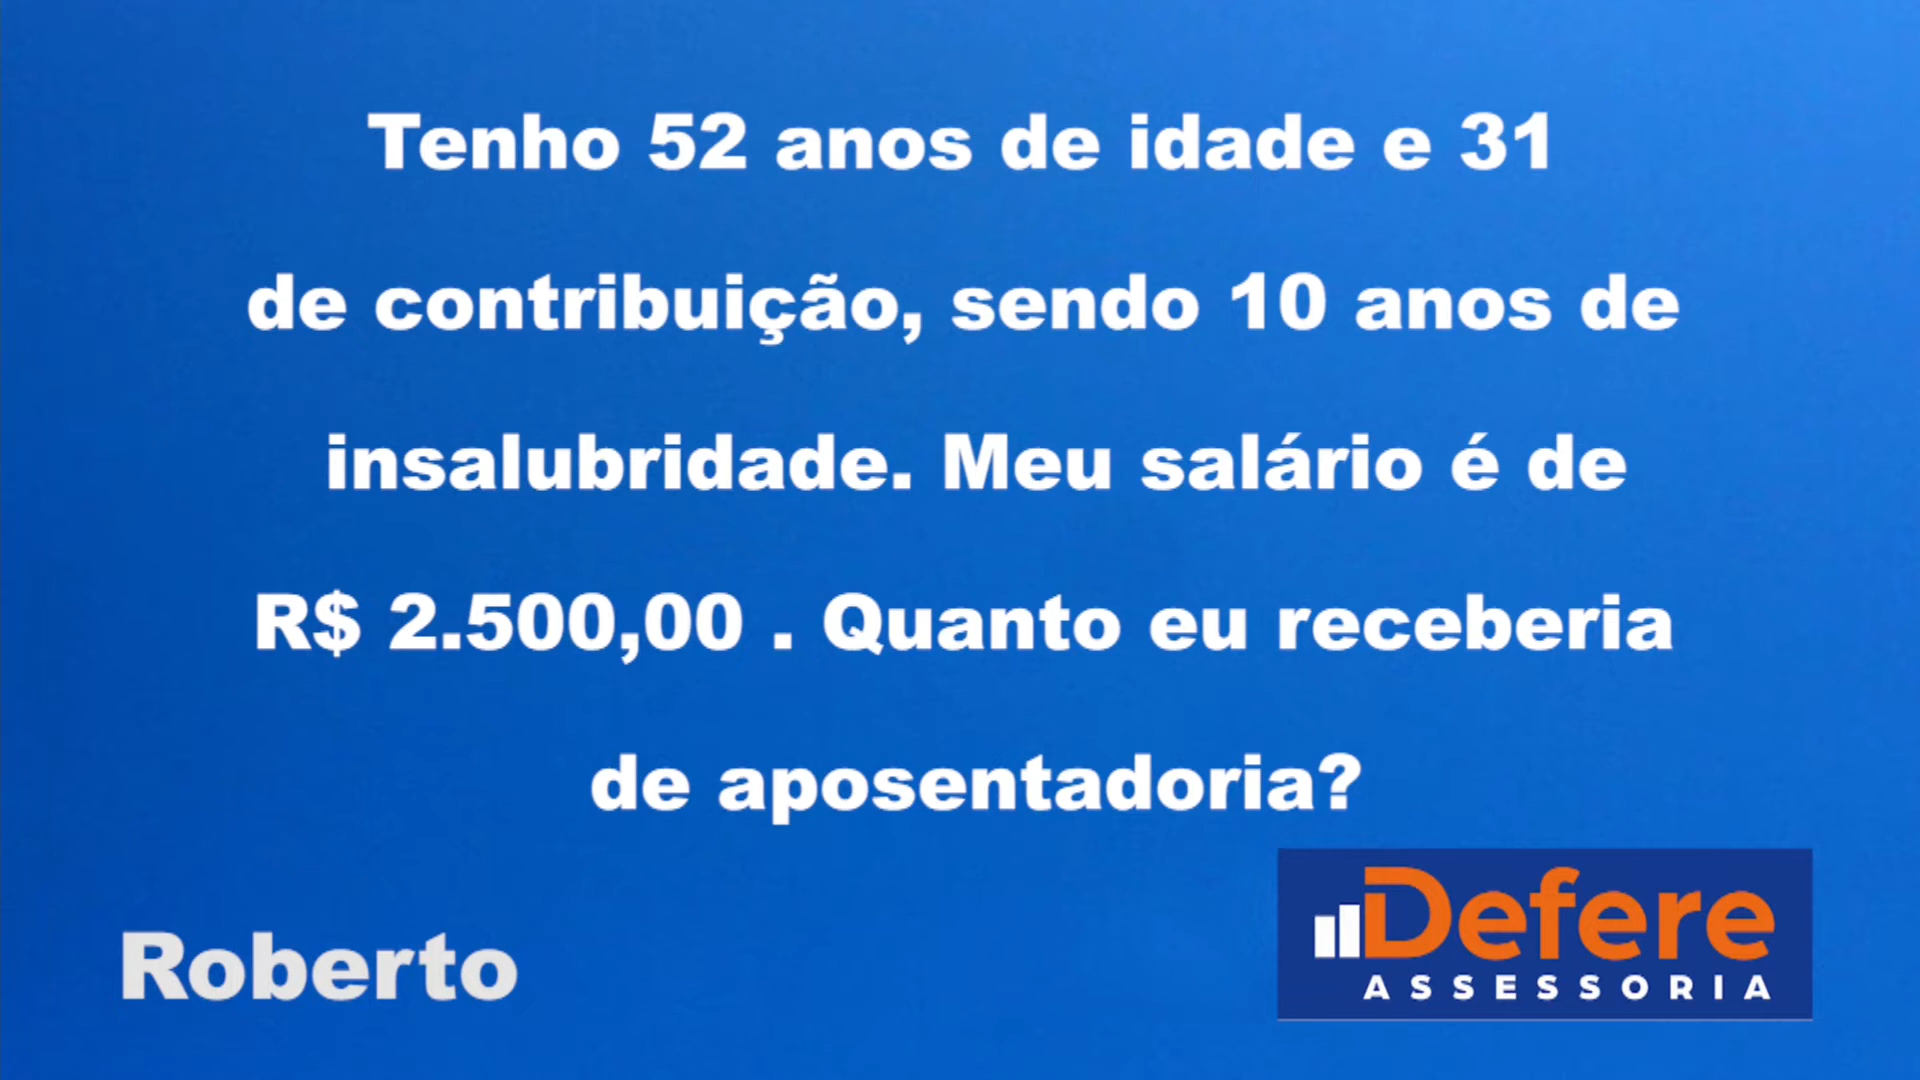 Tenho 52 anos de idade e 31
de contribuição, sendo 10 anos de
insalubridade. Meu salário é de
R$ 2.500,00 . Quanto eu receberia
de aposentadoria?
Roberto
Defere
ASSESSORIA